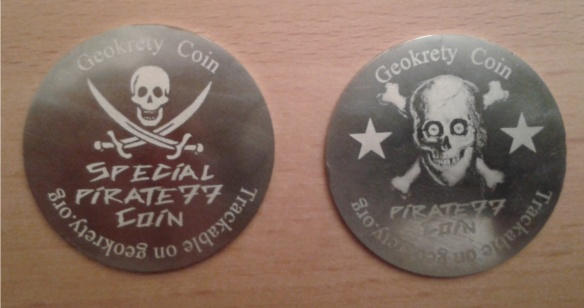 Geokrety Coin
SPECIAL
PiRATE77
COiN
Trackable on geokrety.org
Geokrety Coin
PiRATE77
COiN
Trackable on geokrety.org